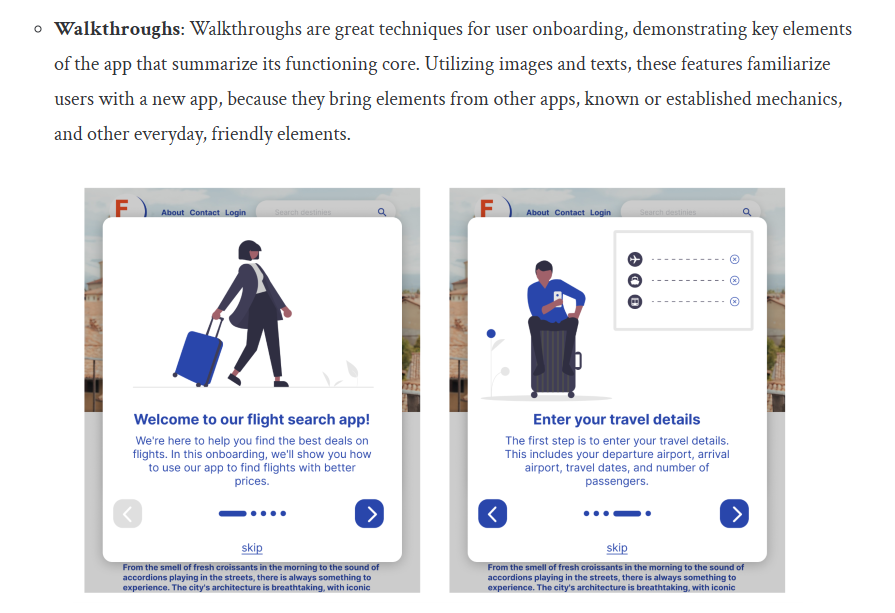 Walkthroughs: Walkthroughs are great techniques for user onboarding, demonstrating key elements
of the app that summarize its functioning core. Utilizing images and texts, these features familiarize
users with a new app, because they bring elements from other apps, known or established mechanics,
and other everyday, friendly elements.
F
About Contact Login
Search destinies
Welcome to our flight search app!
We're here to help you find the best deals on
flights. In this onboarding, we'll show you how
to use our app to find flights with better
prices.
skip
From the smell of fresh croissants in the morning to the sound of
accordions playing in the streets, there is always something to
experience. The city's architecture is breathtaking, with iconic
F
About Contact Login
Search destinies
Enter your travel details
The first step is to enter your travel details.
This includes your departure airport, arrival
airport, travel dates, and number of
passengers.
skip
From the smell of fresh croissants in the morning to the sound of
accordions playing in the streets, there is always something to
experience. The city's architecture is breathtaking, with iconic